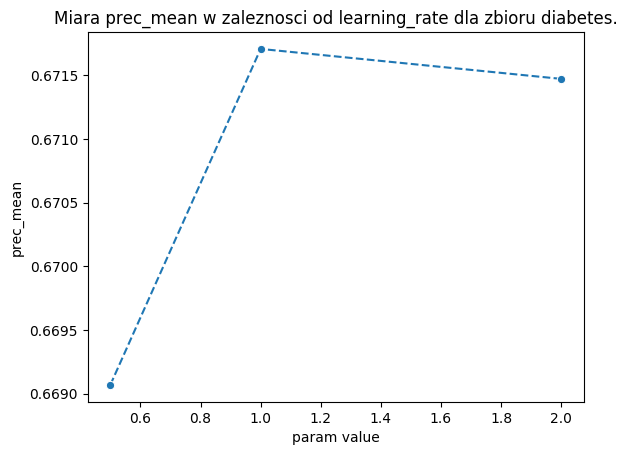 Miara prec_mean w zaleznosci od learning_rate dla zbioru diabetes.
0.6715
0.6710
0.6705
0.6700
0.6695
0.6690
prec_mean
0.6 0.8 1.0 1.2 1.4 1.6 1.8 2.0
param value